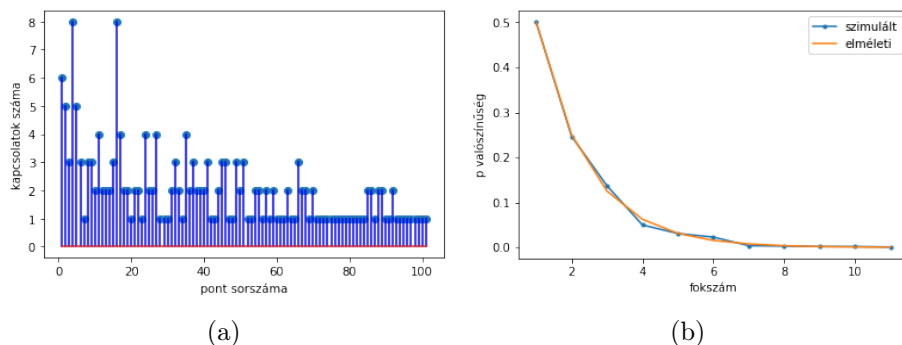 kapcsolatok száma
8
7
6
5
4
3
2
1
0
0 20 40 60 80 100
pont sorszáma
(a)
p valószínűség
0.5
0.4
0.3
0.2
0.1
0.0
szimulált
elméleti
2 4 6 8 10
fokszám
(b)